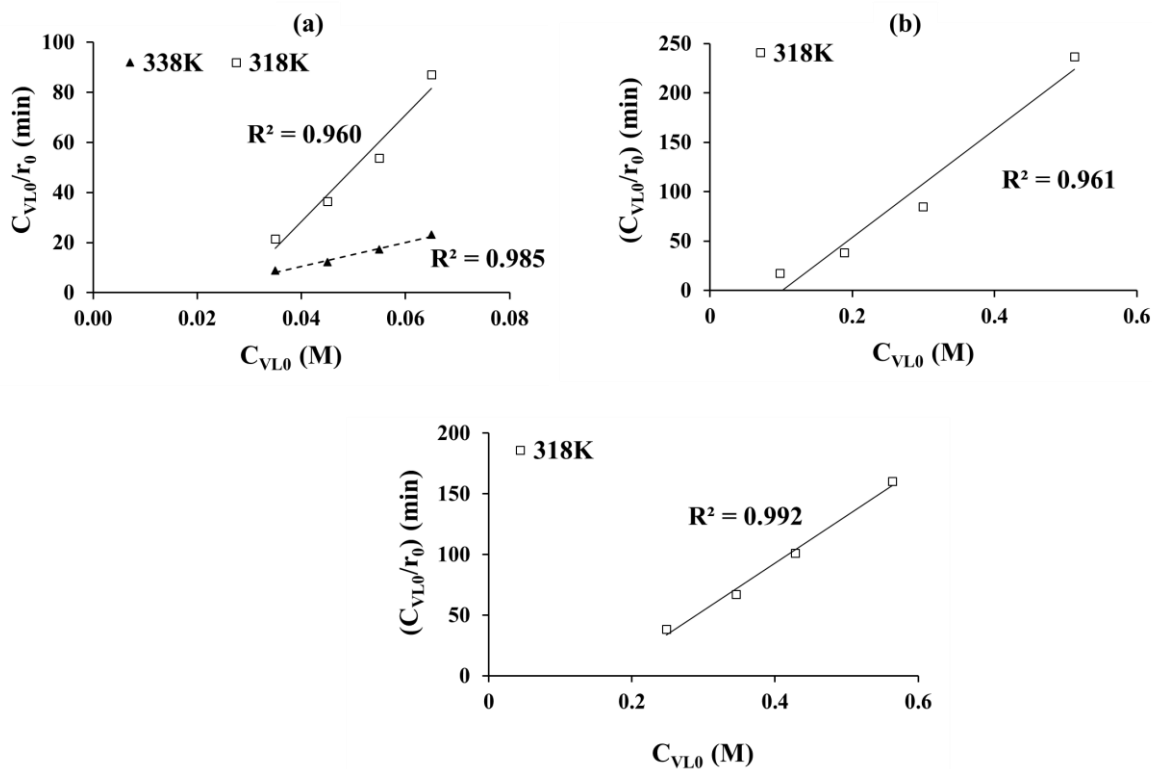 (a)
338K 318K
C_VL0/r_0 (min)
100
80
60
40
20
0
R² = 0.960
R² = 0.985
0.00 0.02 0.04 0.06 0.08
C_VL0 (M)
(b)
318K
(C_VL0/r_0) (min)
250
200
150
100
50
0
R² = 0.961
0 0.2 0.4 0.6
C_VL0 (M)
318K
(C_VL0/r_0) (min)
200
150
100
50
0
R² = 0.992
0 0.2 0.4 0.6
C_VL0 (M)